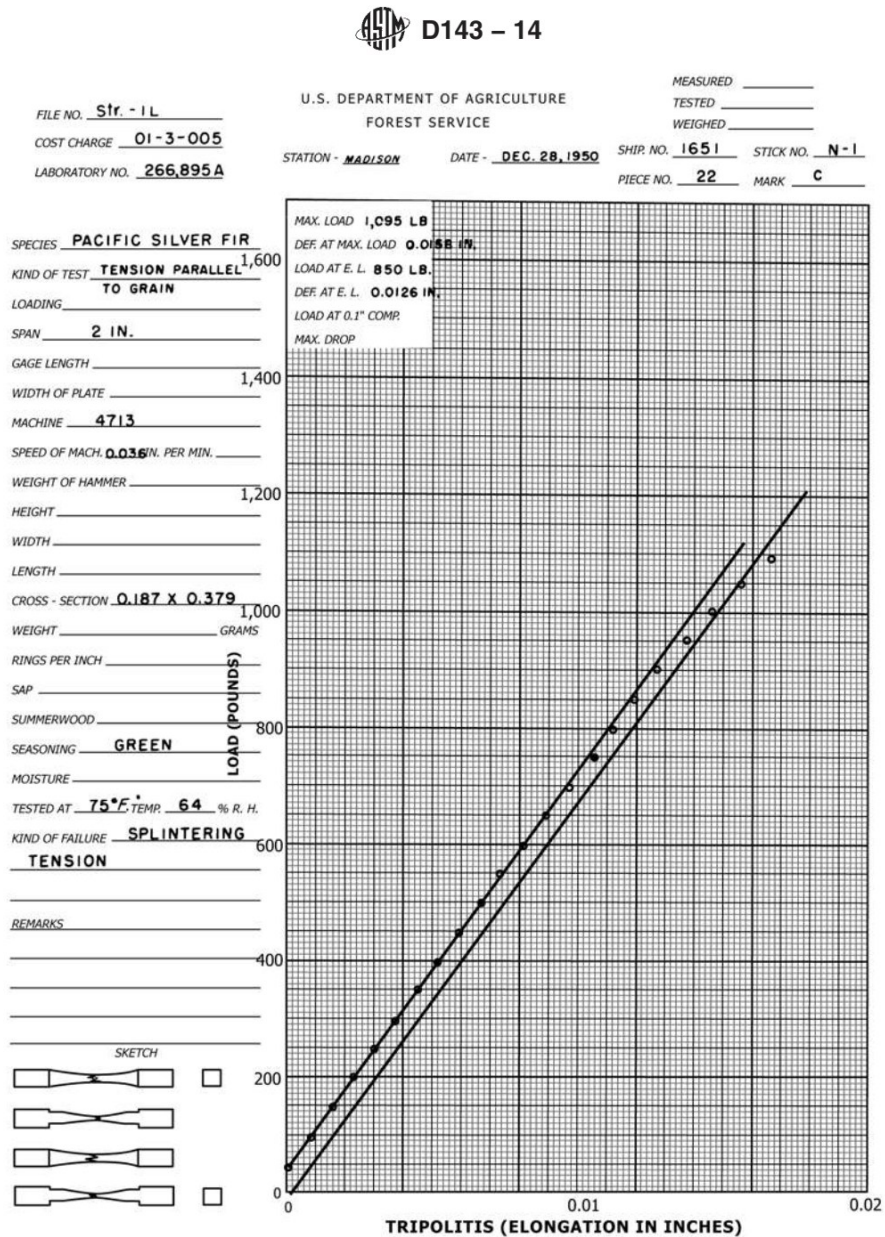 ASTM D143 – 14
U.S. DEPARTMENT OF AGRICULTURE
FOREST SERVICE
FILE NO. Str. - 1 L
COST CHARGE 01-3-005
LABORATORY NO. 266,895 A
STATION - MADISON DATE - DEC. 28, 1950
MEASURED
TESTED
WEIGHED
SHIP. NO. 1651 STICK NO. N-1
PIECE NO. 22 MARK C
SPECIES PACIFIC SILVER FIR
KIND OF TEST TENSION PARALLEL
TO GRAIN
LOADING
SPAN 2 IN.
GAGE LENGTH
WIDTH OF PLATE
MACHINE 4713
SPEED OF MACH. 0.036 IN. PER MIN.
WEIGHT OF HAMMER
HEIGHT
WIDTH
LENGTH
CROSS - SECTION 0.187 X 0.379
WEIGHT GRAMS
RINGS PER INCH
SAP
SUMMERWOOD
SEASONING GREEN
MOISTURE
TESTED AT 75°F. TEMP. 64 % R. H.
KIND OF FAILURE SPLINTERING
TENSION
REMARKS
SKETCH
MAX. LOAD 1,095 LB
DEF. AT MAX. LOAD 0.0158 IN.
LOAD AT E. L. 850 LB.
DEF. AT E. L. 0.0126 IN.
LOAD AT 0.1" COMP.
MAX. DROP
1,600
1,400
1,200
1,000
800
600
400
200
0
LOAD (POUNDS)
0 0.01 0.02
TRIPOLITIS (ELONGATION IN INCHES)